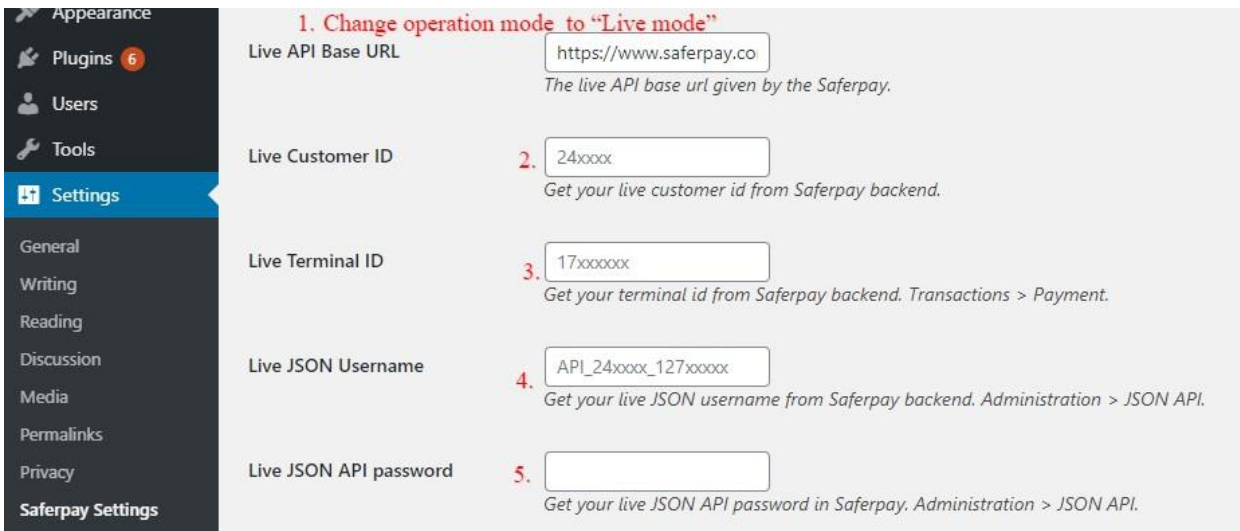 Appearance
Plugins 6
Users
Tools
Settings
General
Writing
Reading
Discussion
Media
Permalinks
Privacy
Saferpay Settings
1. Change operation mode to “Live mode”
Live API Base URL
https://www.saferpay.co
The live API base url given by the Saferpay.
Live Customer ID
2. 24xxxx
Get your live customer id from Saferpay backend.
Live Terminal ID
3. 17xxxxxx
Get your terminal id from Saferpay backend. Transactions > Payment.
Live JSON Username
4. API_24xxxx_127xxxxx
Get your live JSON username from Saferpay backend. Administration > JSON API.
Live JSON API password
5.
Get your live JSON API password in Saferpay. Administration > JSON API.